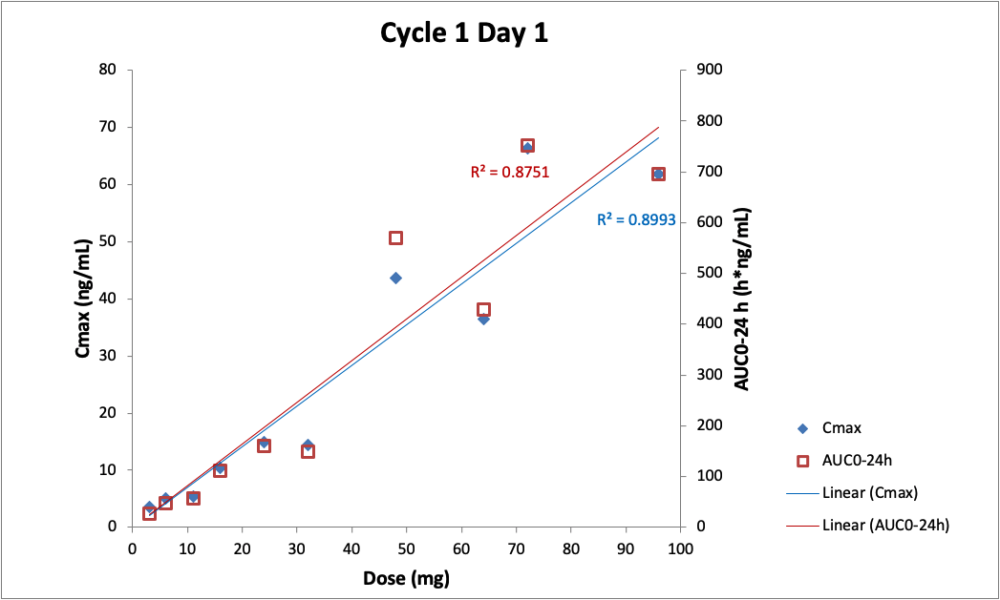 Cycle 1 Day 1
80
70
60
50
40
30
20
10
0
Cmax (ng/mL)
900
800
700
600
500
400
300
200
100
0
AUC0-24 h (h*ng/mL)
R² = 0.8751
R² = 0.8993
0 10 20 30 40 50 60 70 80 90 100
Dose (mg)
Cmax
AUC0-24h
Linear (Cmax)
Linear (AUC0-24h)